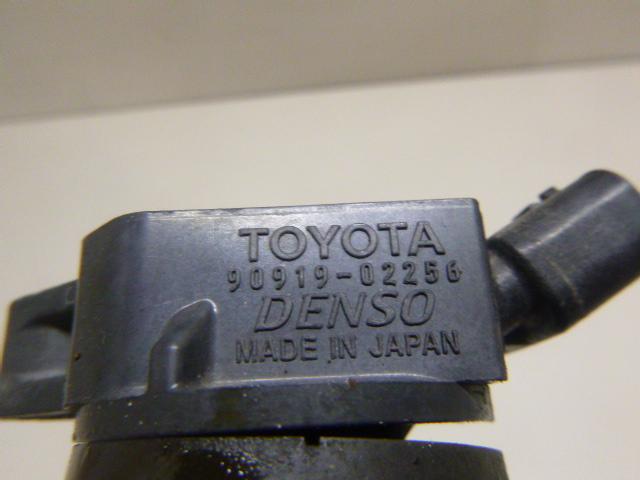 TOYOTA
90919-02256
DENSO
MADE IN JAPAN